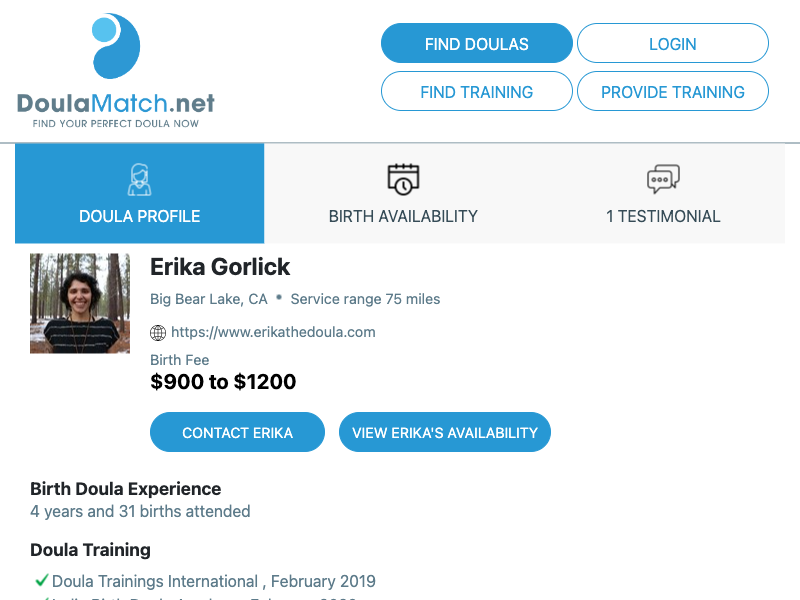 DoulaMatch.net
FIND YOUR PERFECT DOULA NOW
FIND DOULAS
LOGIN
FIND TRAINING
PROVIDE TRAINING
DOULA PROFILE
BIRTH AVAILABILITY
1 TESTIMONIAL
Erika Gorlick
Big Bear Lake, CA • Service range 75 miles
https://www.erikathedoula.com
Birth Fee
$900 to $1200
CONTACT ERIKA
VIEW ERIKA'S AVAILABILITY
Birth Doula Experience
4 years and 31 births attended
Doula Training
Doula Trainings International , February 2019